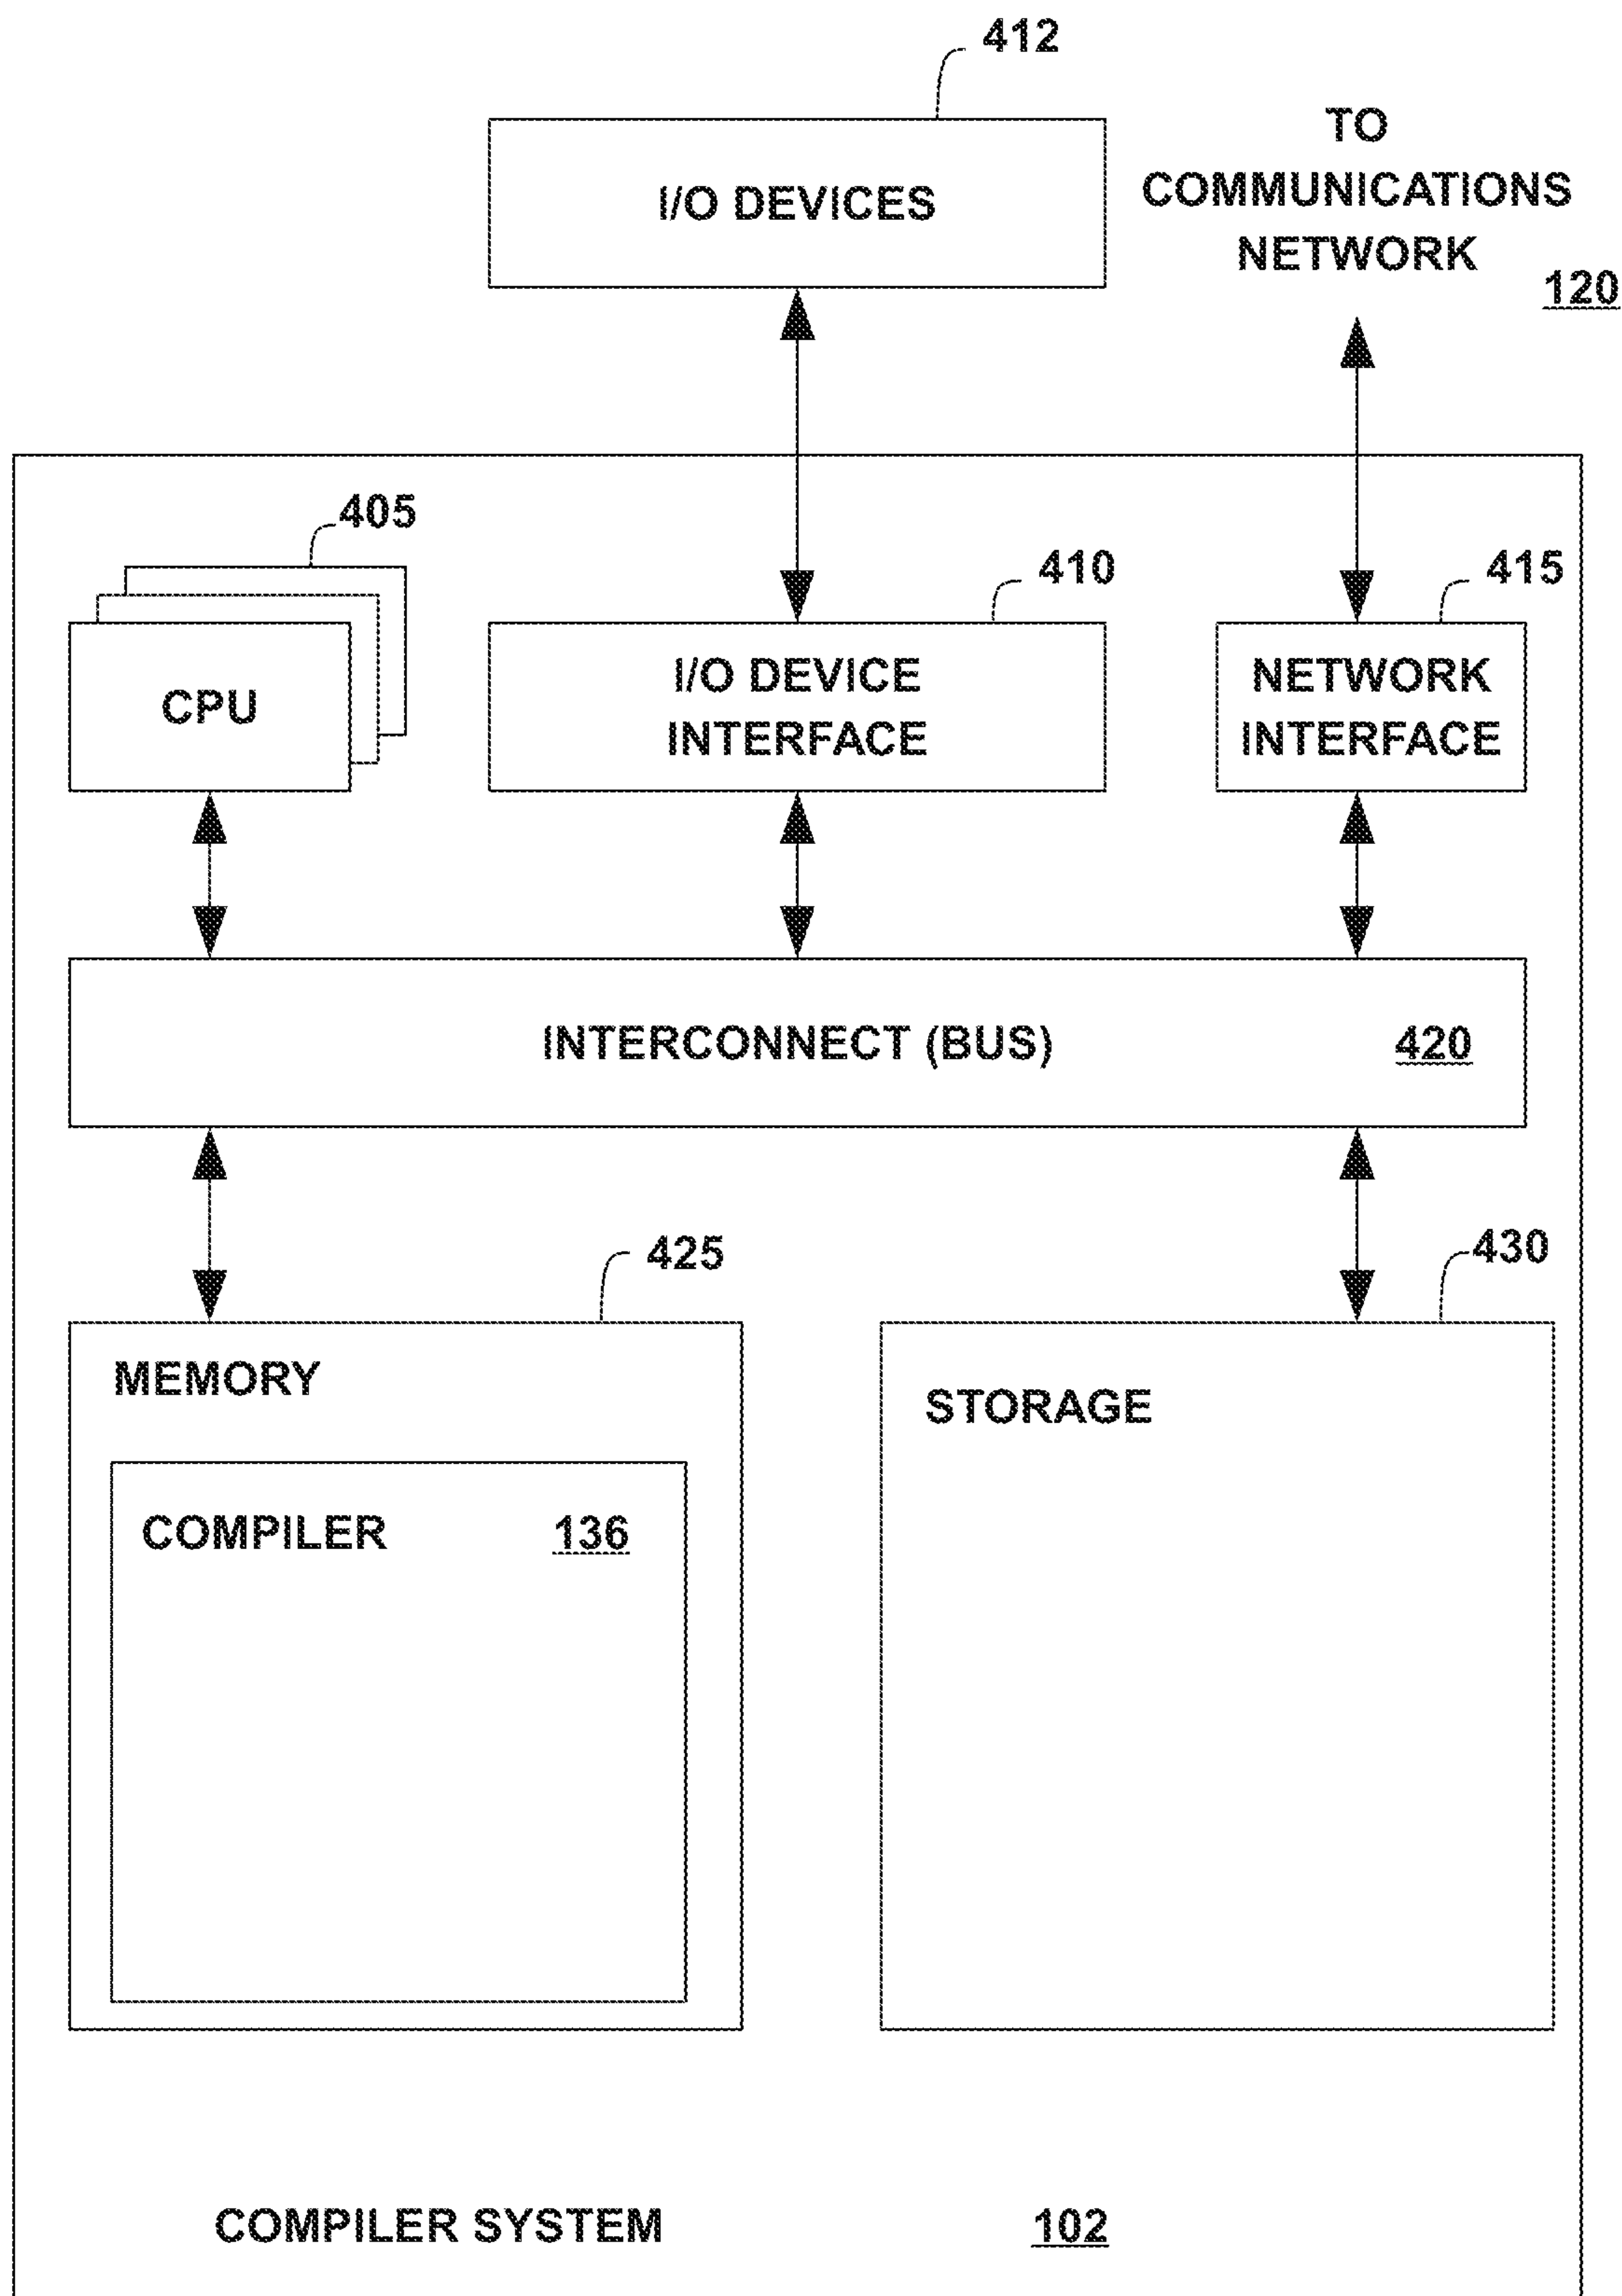 412
I/O DEVICES
TO
COMMUNICATIONS
NETWORK
120
405
CPU
410
I/O DEVICE
INTERFACE
415
NETWORK
INTERFACE
INTERCONNECT (BUS)
420
425
MEMORY
COMPILER
136
430
STORAGE
COMPILER SYSTEM
102